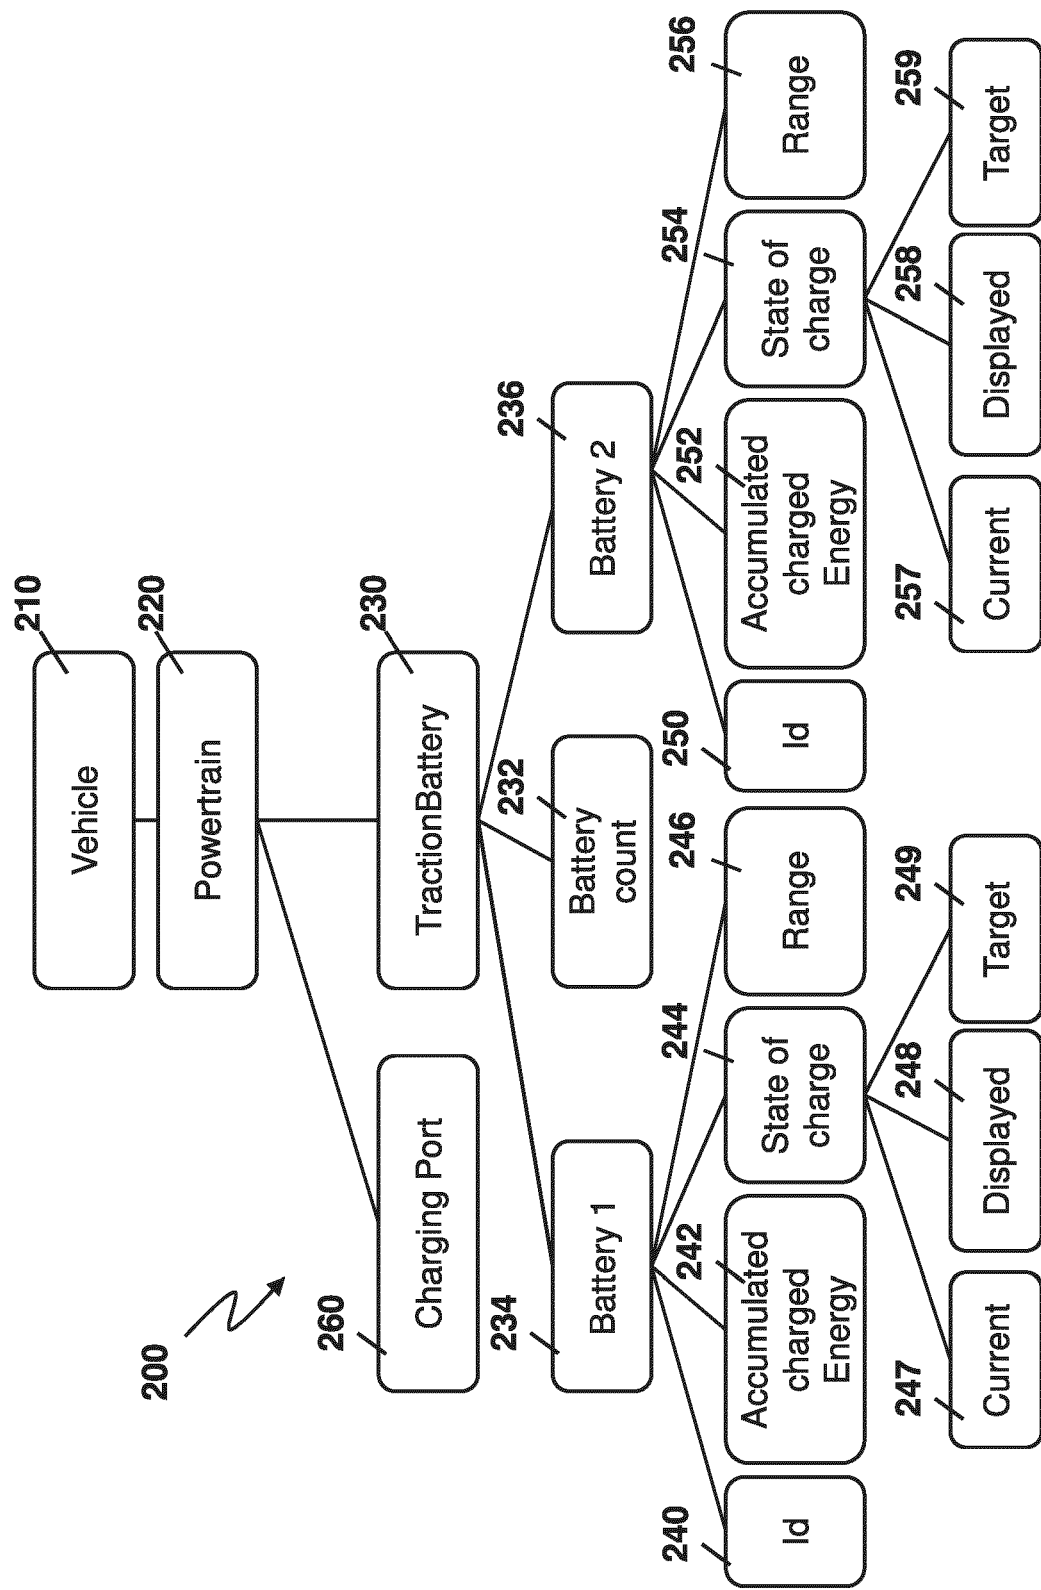 200
210
Vehicle
220
Powertrain
260
Charging Port
230
TractionBattery
234
Battery 1
232
Battery
count
236
Battery 2
240
Id
242
Accumulated
charged
Energy
244
State of
charge
246
Range
250
Id
252
Accumulated
charged
Energy
254
State of
charge
256
Range
247
Current
248
Displayed
249
Target
257
Current
258
Displayed
259
Target